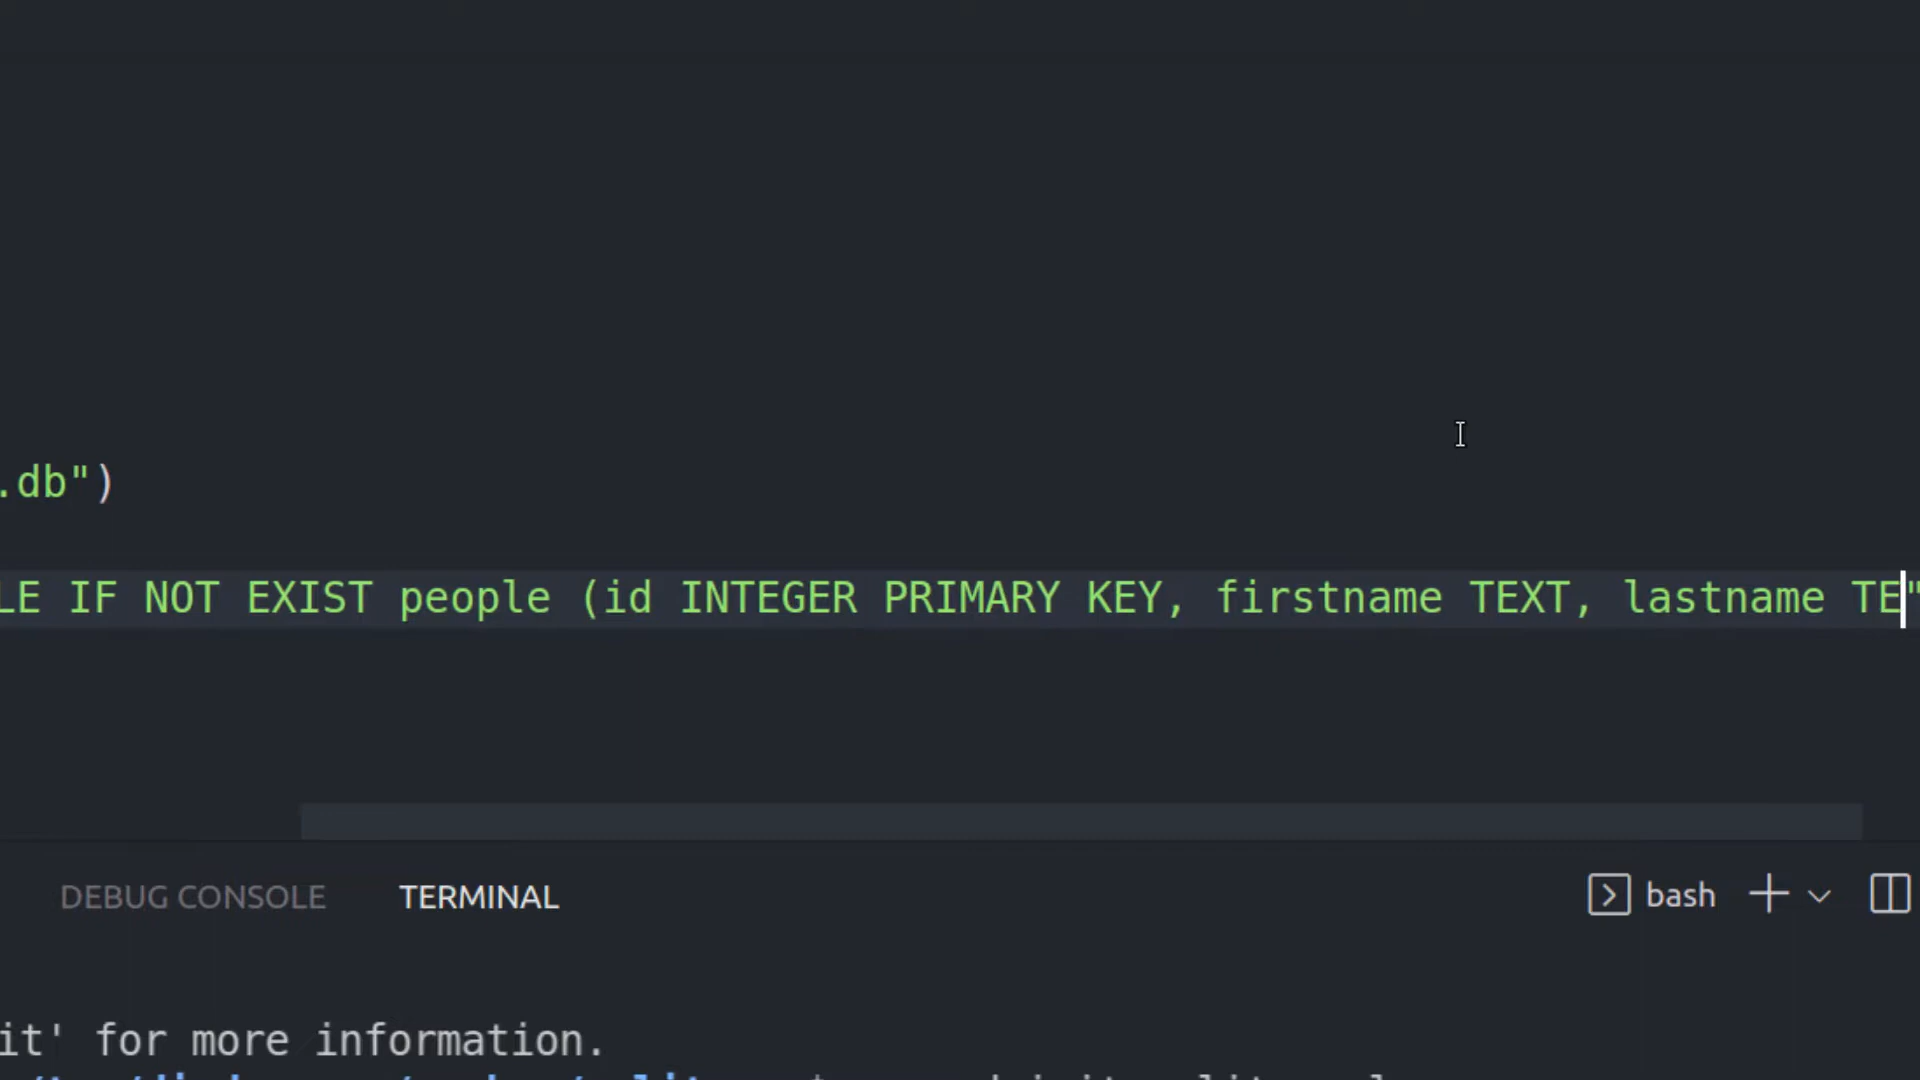 .db")
LE IF NOT EXIST people (id INTEGER PRIMARY KEY, firstname TEXT, lastname TE"
DEBUG CONSOLE TERMINAL bash
it' for more information.